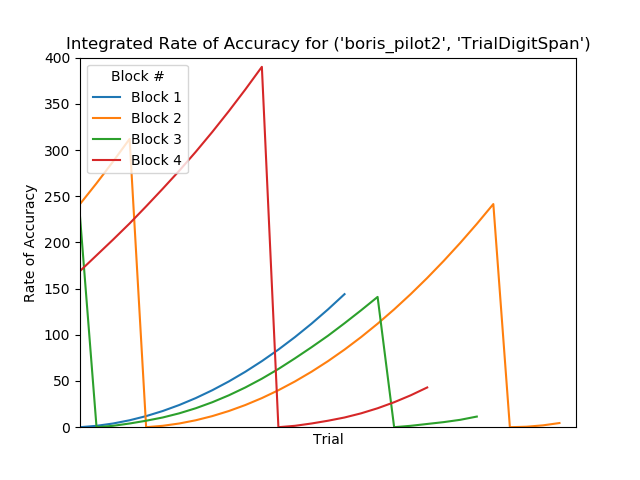 Integrated Rate of Accuracy for ('boris_pilot2', 'TrialDigitSpan')
400
350
300
250
200
150
100
50
0
Rate of Accuracy
Block #
Block 1
Block 2
Block 3
Block 4
Trial